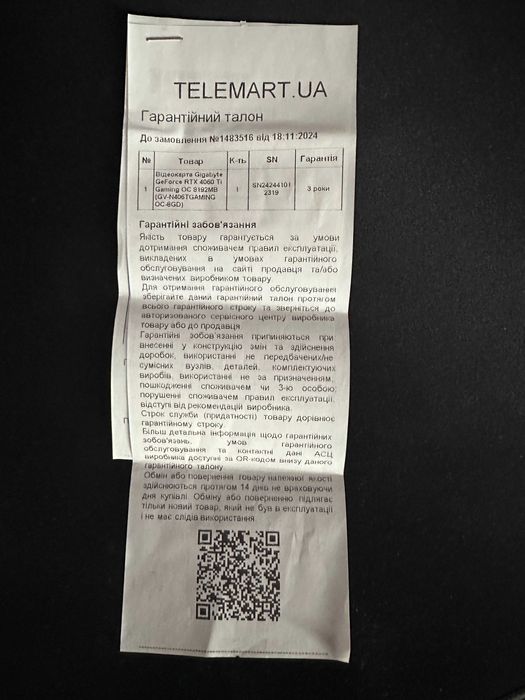 TELEMART.UA
Гарантійний талон
До замовлення №1483516 від 18.11.2024
№ Товар К-ть SN Гарантія
1 Відеокарта Gigabyte GeForce RTX 4060 Ti Gaming OC 8192MB (GV-N406TGAMING OC-8GD) 1 SN24244101 2319 3 роки
Гарантійні забов'язання
Якість товару гарантується за умови
дотримання споживачем правил експлуатації,
викладених в умовах гарантійного
обслуговування на сайті продавця та/або
визначених виробником товару
Для отримання гарантійного обслуговування
зберігайте даний гарантійний талон протягом
всього гарантійного строку та зверніться до
авторизованого сервісного центру виробника
товару або до продавця
Гарантійні зобов'язання припиняються при
внесенні у конструкцію змін та здійснення
доробок, використанні не передбачених/не
сумісних вузлів, деталей, комплектуючих
виробів, використанні не за призначенням,
пошкодженні споживачем чи 3-ю особою;
порушенні споживачем правил експлуатації,
відступі від рекомендацій виробника.
Строк служби (придатності) товару дорівнює
гарантійному строку
Більш детальна інформація щодо гарантійних
зобов'язань, умов гарантійного
обслуговування та контактні дані АСЦ
виробника доступні за QR-кодом внизу даного
гарантійного талону
Обмін або повернення товару належної якості
здійснюються протягом 14 днів не враховуючи
дня купівлі. Обміну або поверненню підлягає
тільки новий товар, який не був в експлуатації
і не має слідів використання